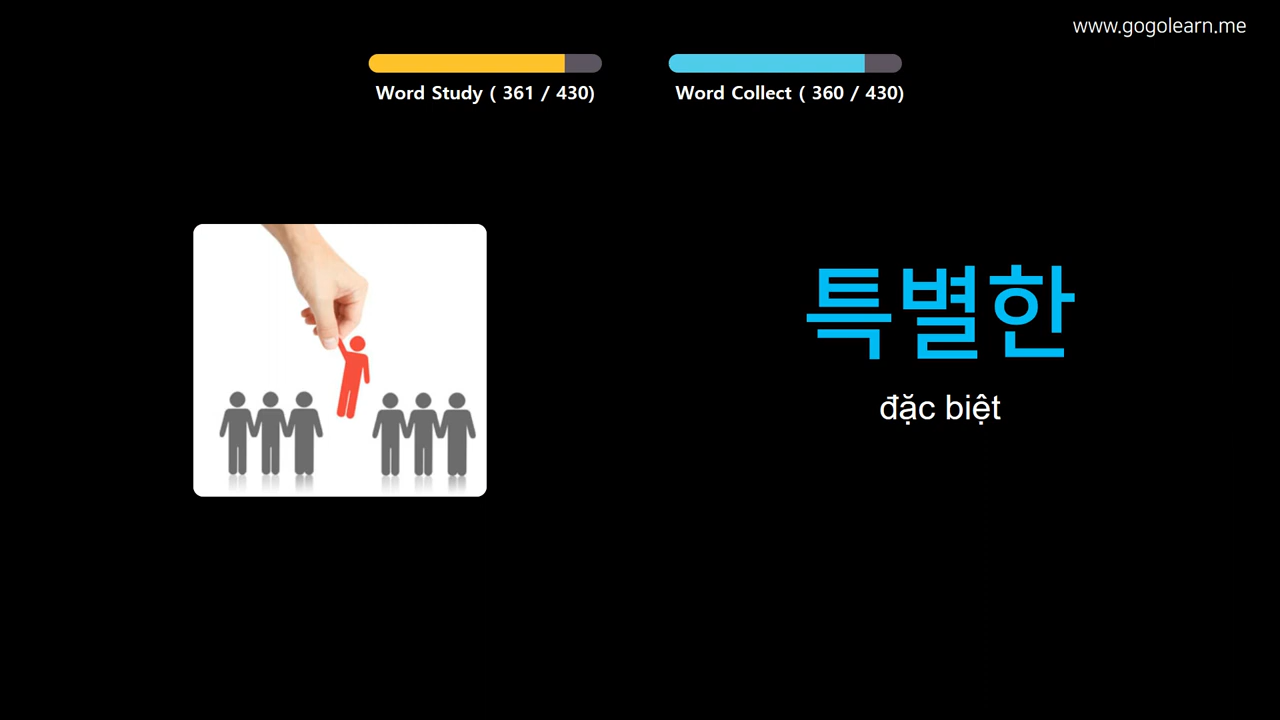 www.gogolearn.me
Word Study ( 361 / 430)
Word Collect ( 360 / 430)
특별한
đặc biệt